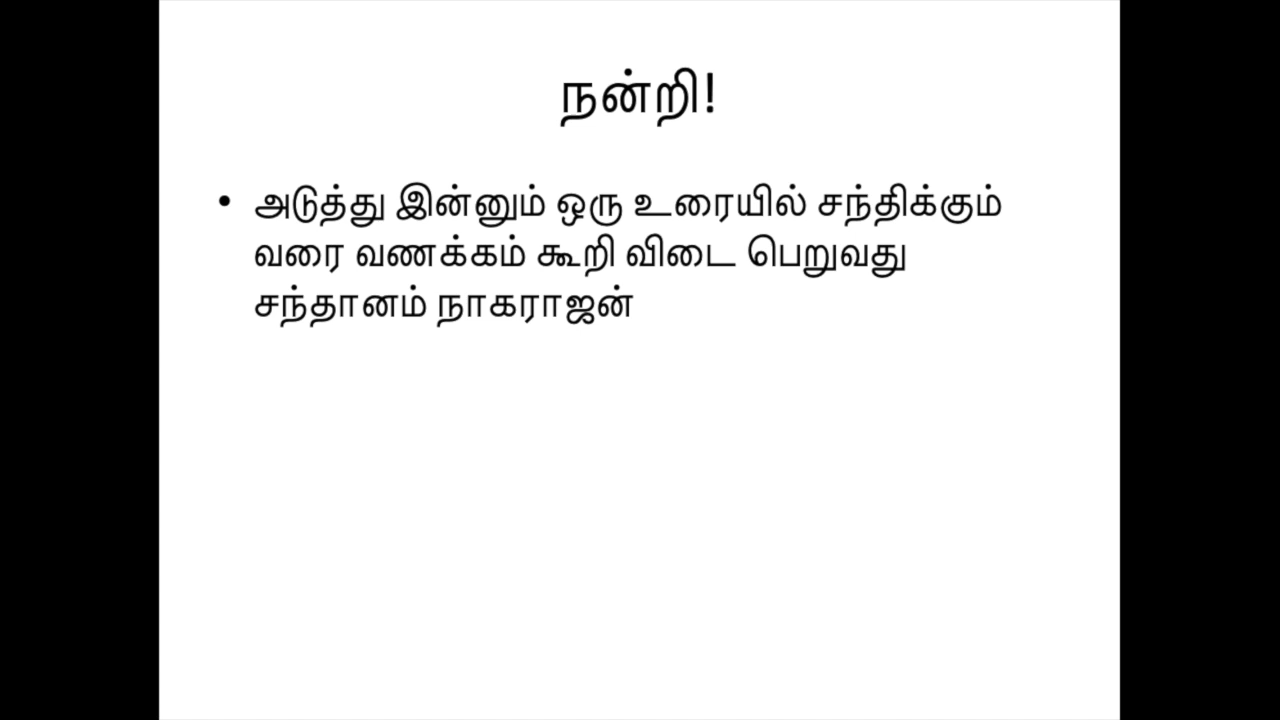 நன்றி!
• அடுத்து இன்னும் ஒரு உரையில் சந்திக்கும்
வரை வணக்கம் கூறி விடை பெறுவது
சந்தானம் நாகராஜன்